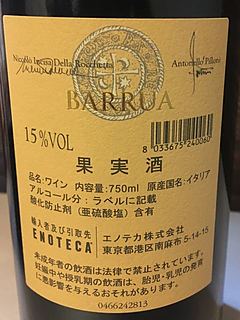 Nicolò Incisa Della Rocchetta
Antonello Pilloni
BARRUA
15%VOL
8033675240060
果実酒
品名:ワイン 内容量:750ml 原産国名:イタリア
アルコール分:ラベルに記載
酸化防止剤（亜硫酸塩）含有
輸入者及び引取先
ENOTECA®
エノテカ株式会社
東京都港区南麻布5-14-15
未成年者の飲酒は法律で禁止されています。
妊娠中や授乳期の飲酒は、胎児・乳児の発育
に悪影響を与えるおそれがあります。
0466242813